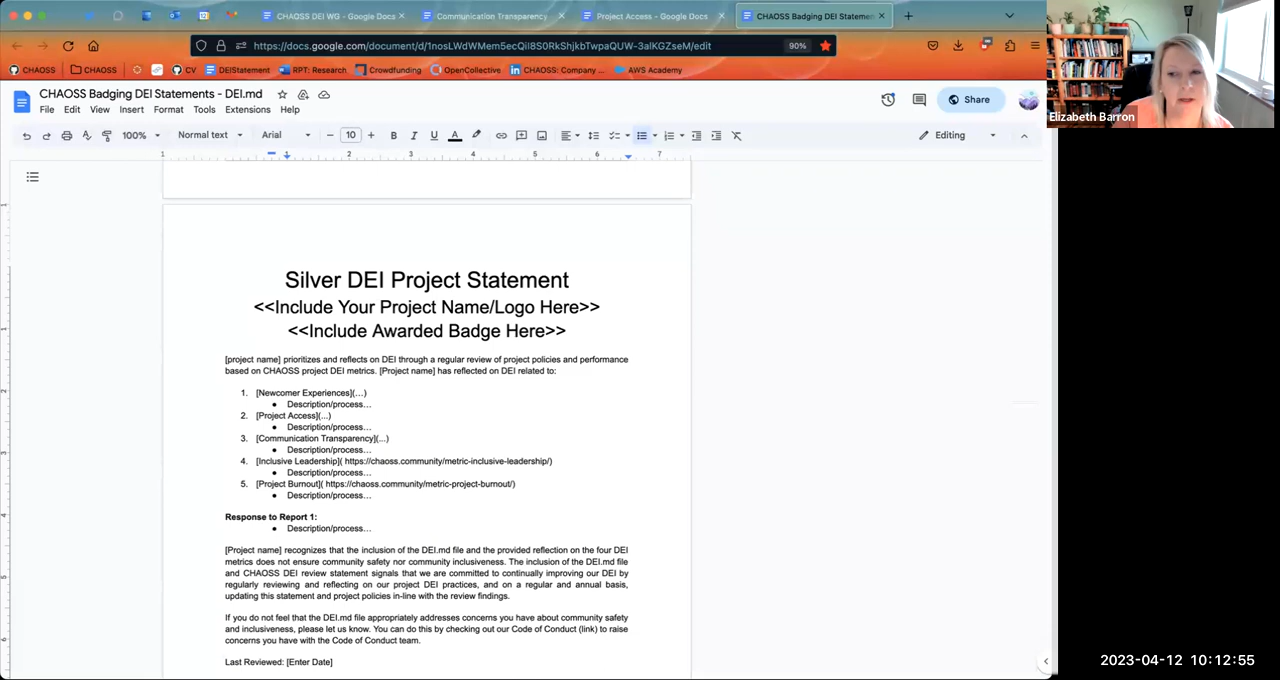 CHAOSS DEI WG - Google Docs
Communication Transparency
Project Access - Google Docs
CHAOSS Badging DEI Statemen
https://docs.google.com/document/d/1nosLWdWMem5ecQil8S0RkShjkbTwpaQUW-3alKGZseM/edit
90%
CHAOSS
CHAOSS
CV
DEIStatement
RPT: Research
Crowdfunding
OpenCollective
CHAOSS: Company ...
AWS Academy
CHAOSS Badging DEI Statements - DEI.md
File Edit View Insert Format Tools Extensions Help
Share
100% Normal text Arial 10 Editing
1 1 2 3 4 5 6 7
Silver DEI Project Statement
<<Include Your Project Name/Logo Here>>
<<Include Awarded Badge Here>>
[project name] prioritizes and reflects on DEI through a regular review of project policies and performance
based on CHAOSS project DEI metrics. [Project name] has reflected on DEI related to:
1. [Newcomer Experiences](…)
● Description/process…
2. [Project Access](...)
● Description/process…
3. [Communication Transparency](...)
● Description/process…
4. [Inclusive Leadership]( https://chaoss.community/metric-inclusive-leadership/)
● Description/process…
5. [Project Burnout]( https://chaoss.community/metric-project-burnout/)
● Description/process…
Response to Report 1:
● Description/process…
[Project name] recognizes that the inclusion of the DEI.md file and the provided reflection on the four DEI
metrics does not ensure community safety nor community inclusiveness. The inclusion of the DEI.md file
and CHAOSS DEI review statement signals that we are committed to continually improving our DEI by
regularly reviewing and reflecting on our project DEI practices, and on a regular and annual basis,
updating this statement and project policies in-line with the review findings.
If you do not feel that the DEI.md file appropriately addresses concerns you have about community safety
and inclusiveness, please let us know. You can do this by checking out our Code of Conduct (link) to raise
concerns you have with the Code of Conduct team.
Last Reviewed: [Enter Date]
Elizabeth Barron
2023-04-12 10:12:55